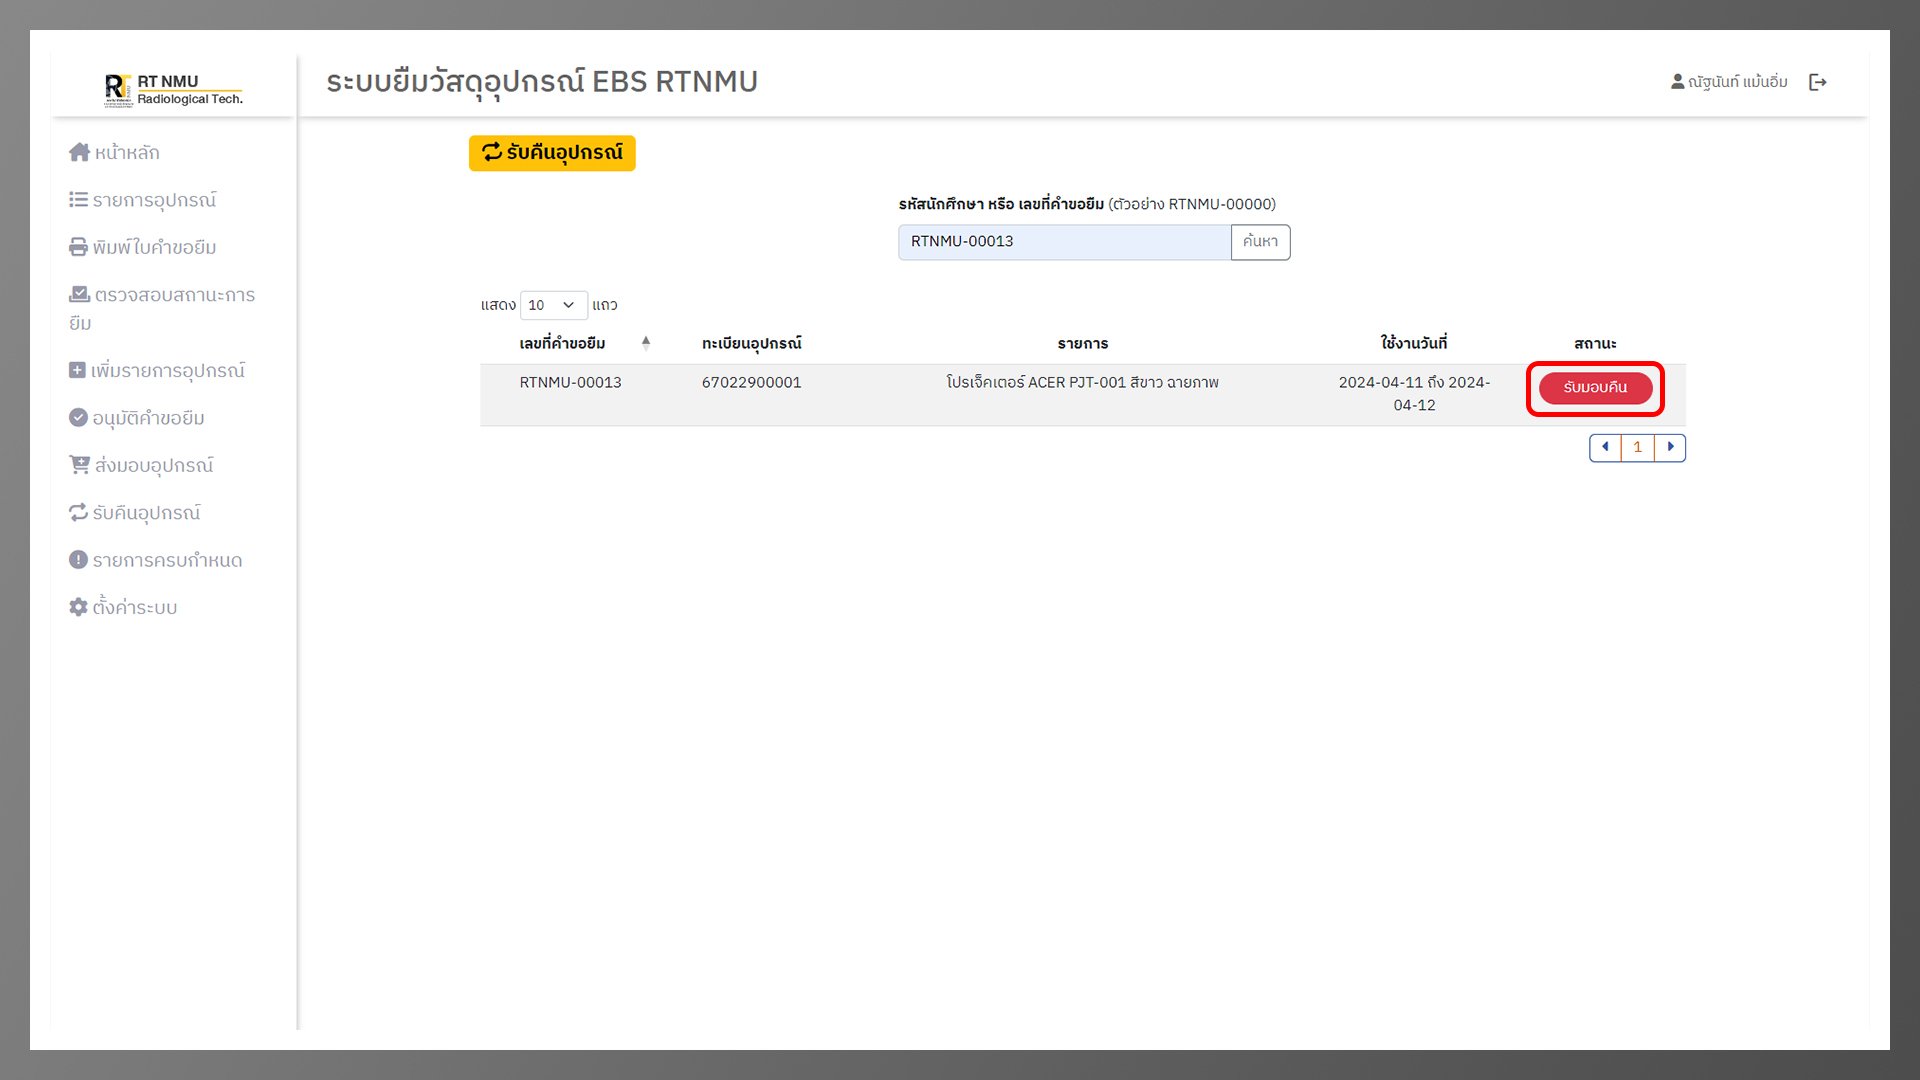 RT NMU
Radiological Tech.
ระบบยืมวัสดุอุปกรณ์ EBS RTNMU
ณัฐนันท์ แม้นอิ่ม
หน้าหลัก
รายการอุปกรณ์
พิมพ์ใบคำขอยืม
ตรวจสอบสถานะการ
ยืม
เพิ่มรายการอุปกรณ์
อนุมัติคำขอยืม
ส่งมอบอุปกรณ์
รับคืนอุปกรณ์
รายการครบกำหนด
ตั้งค่าระบบ
รับคืนอุปกรณ์
รหัสนักศึกษา หรือ เลขที่คำขอยืม (ตัวอย่าง RTNMU-00000)
RTNMU-00013 ค้นหา
แสดง 10 แถว
เลขที่คำขอยืม ทะเบียนอุปกรณ์ รายการ ใช้งานวันที่ สถานะ
RTNMU-00013 67022900001 โปรเจ็คเตอร์ ACER PJT-001 สีขาว ฉายภาพ 2024-04-11 ถึง 2024- รับมอบคืน
04-12
1